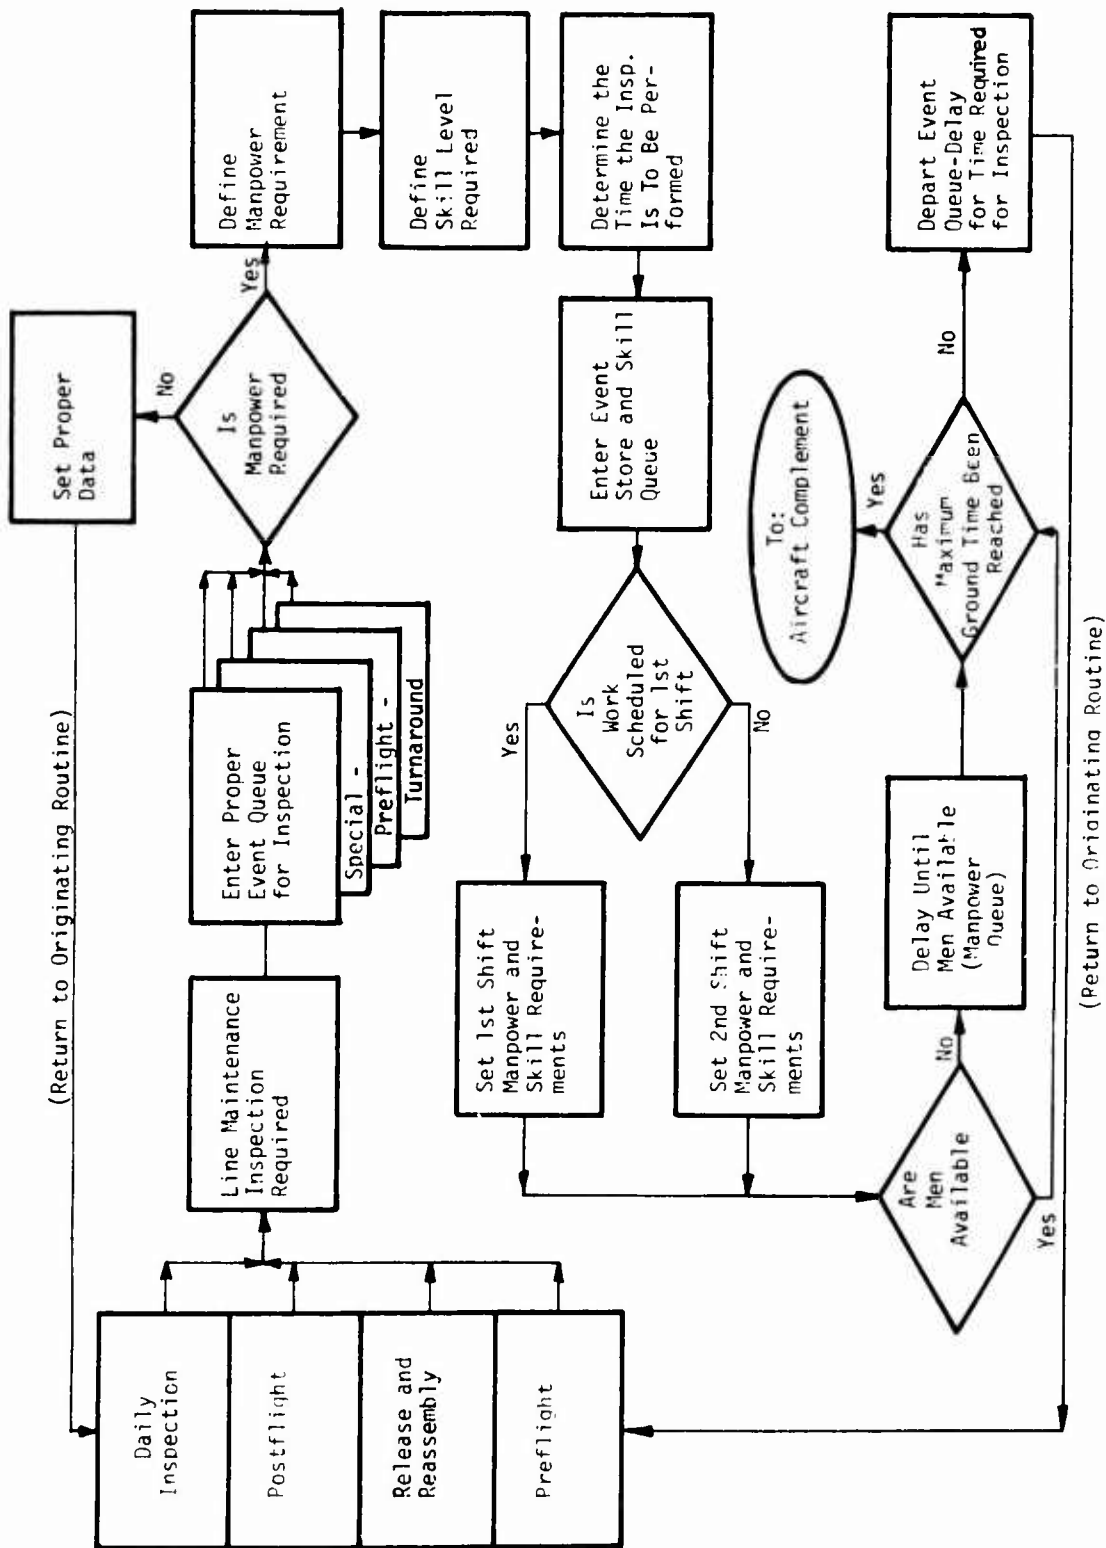 (Return to Originating Routine)
Daily
Inspection
Postflight
Release and
Reassembly
Preflight
Line Maintenance
Inspection
Required
Enter Proper
Event Queue
for Inspection
Special -
Preflight -
Turnaround
Is
Manpower
Required
No
Yes
Set Proper
Data
Define
Manpower
Requirement
Define
Skill Level
Required
Determine the
Time the Insp.
Is To Be Per-
formed
Enter Event
Store and Skill
Queue
Is
Work
Scheduled
for 1st
Shift
Yes
No
Set 1st Shift
Manpower and
Skill Require-
ments
Set 2nd Shift
Manpower and
Skill Require-
ments
Are
Men
Available
No
Yes
Delay Until
Men Available
(Manpower
Queue)
Has
Maximum
Ground Time Been
Reached
Yes
No
To:
Aircraft Complement
Depart Event
Queue-Delay
for Time Required
for Inspection
(Return to Originating Routine)